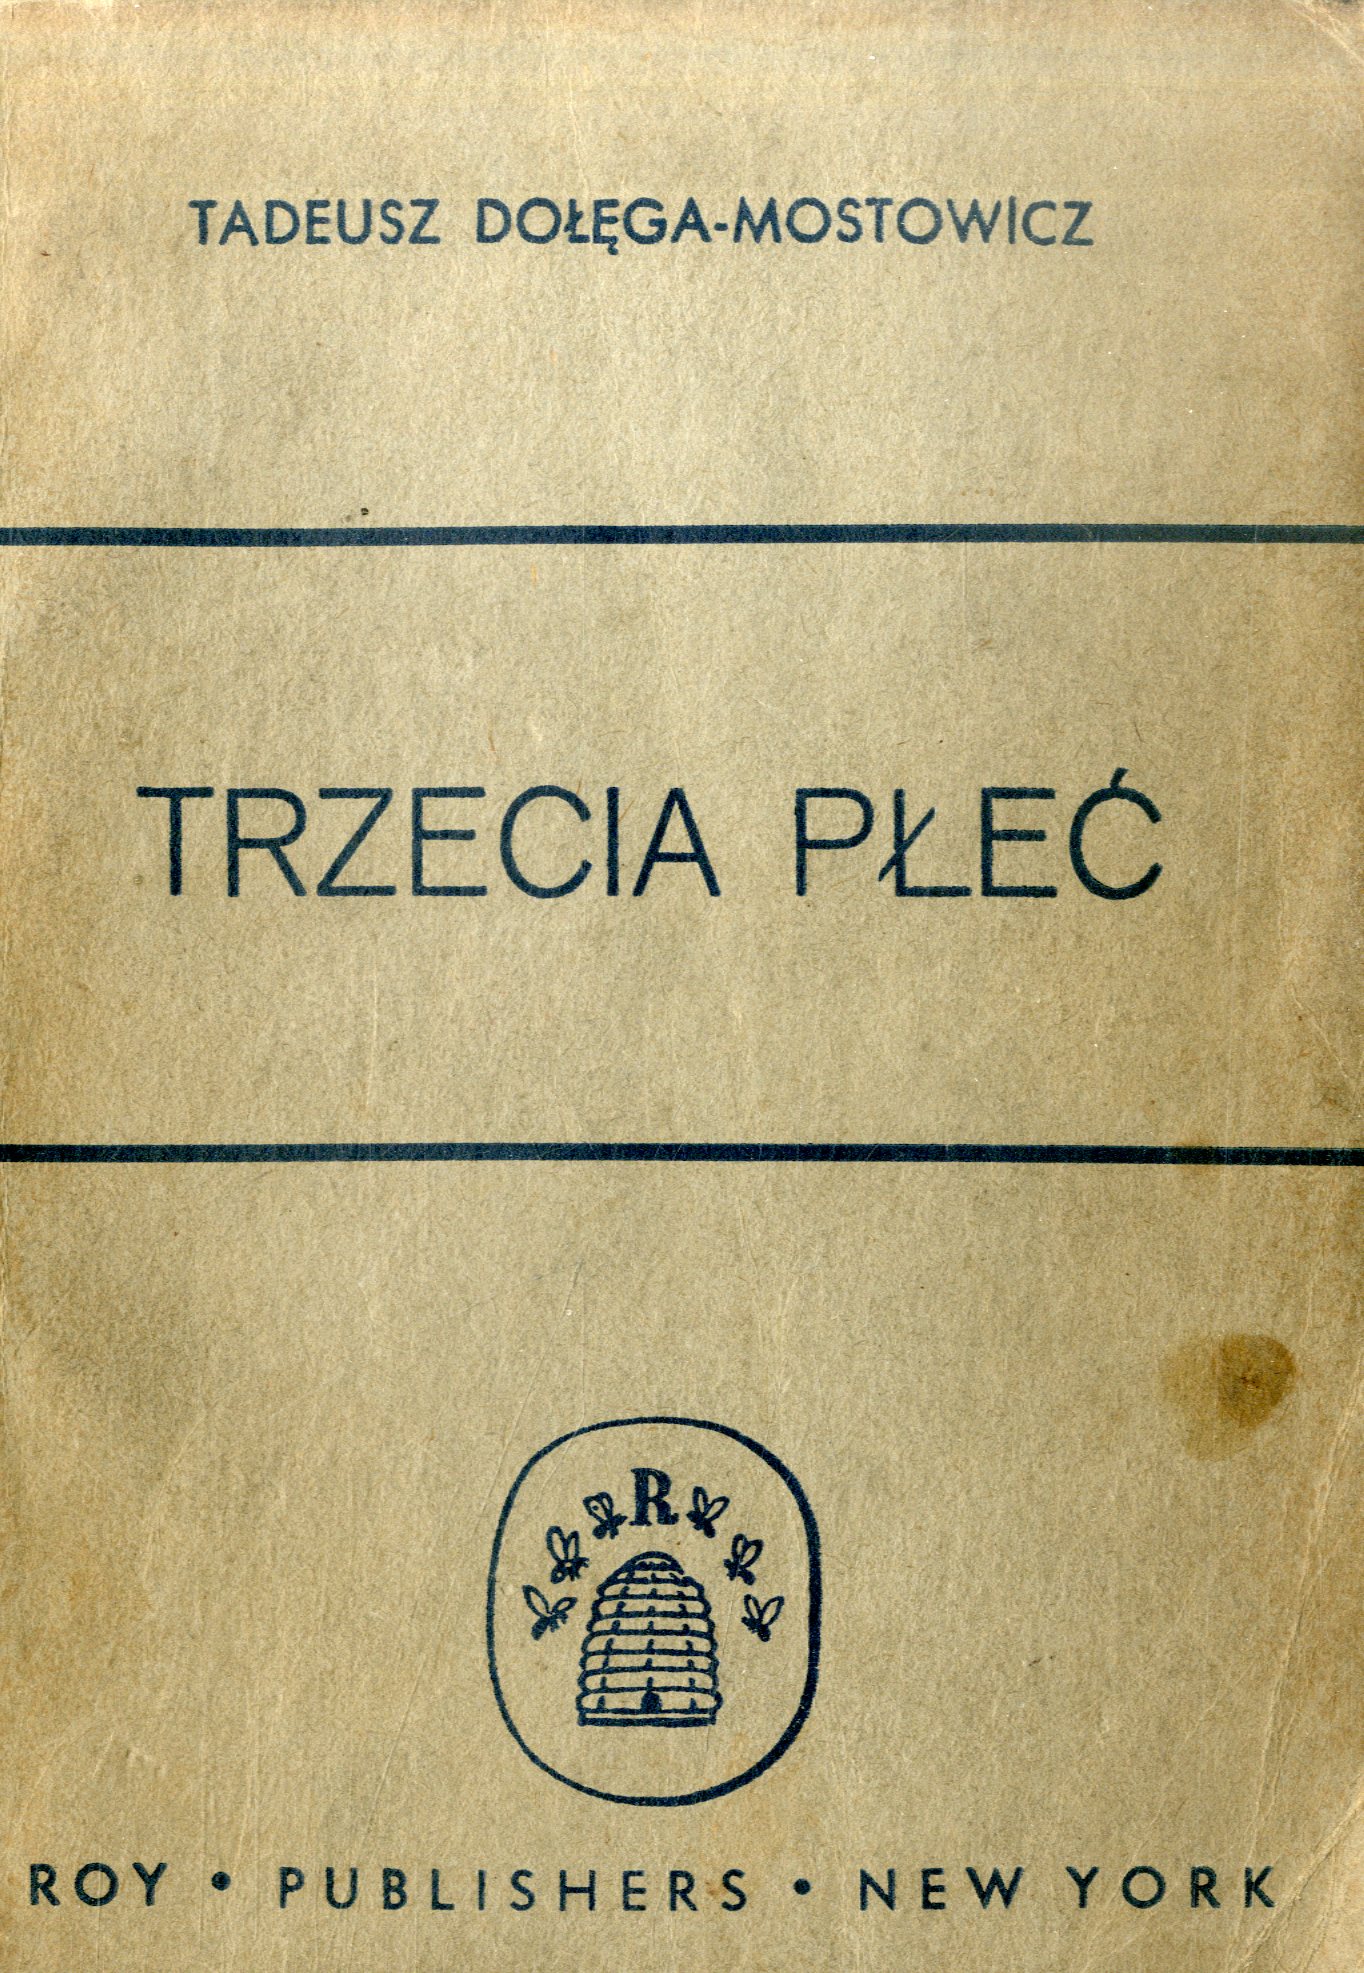 TADEUSZ DOŁĘGA-MOSTOWICZ
TRZECIA PŁEĆ
R
ROY • PUBLISHERS • NEW YORK